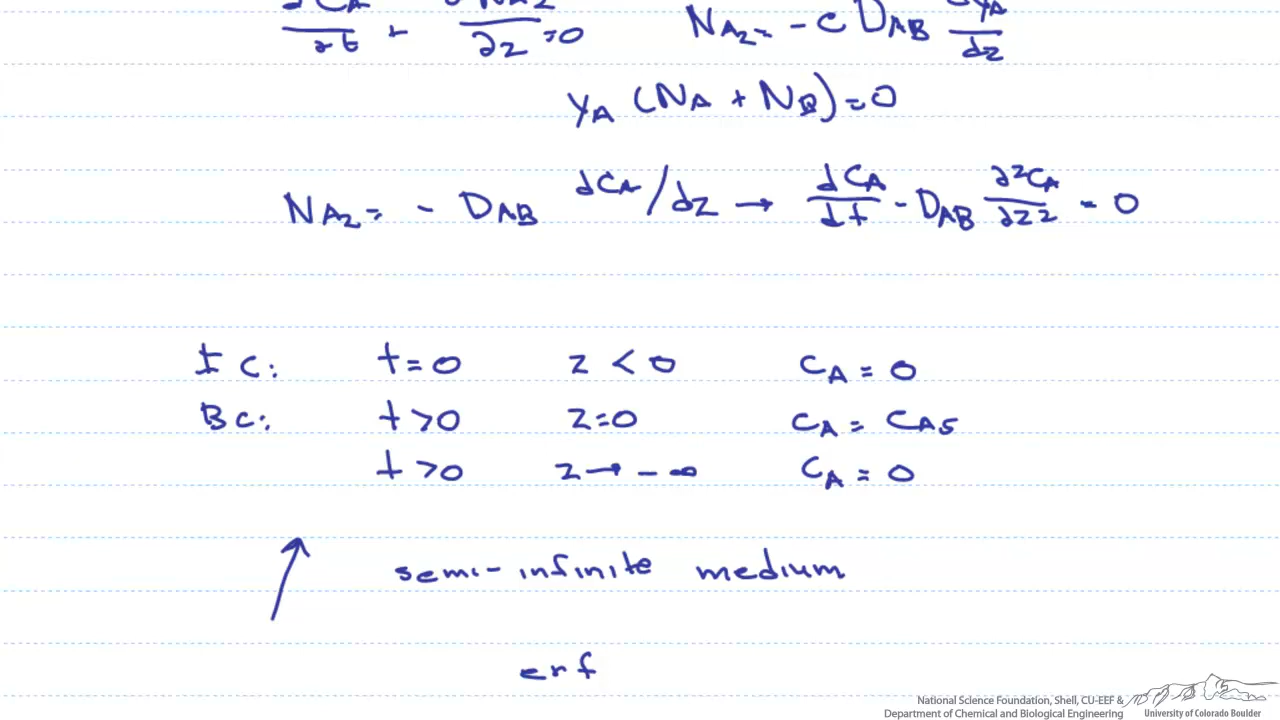 ∂CA/∂t + ∂NAz/∂z = 0 NAz = - C DAB dyA/dz
yA (NA + NB) = 0
NAz = - DAB dCA/dz → dCA/dt - DAB ∂²CA/∂z² = 0
IC: t=0 z < 0 CA = 0
BC: t>0 z=0 CA = CAs
t>0 z→ - ∞ CA = 0
semi-infinite medium
erf
National Science Foundation, Shell, CU-EEF &
Department of Chemical and Biological Engineering
University of Colorado Boulder